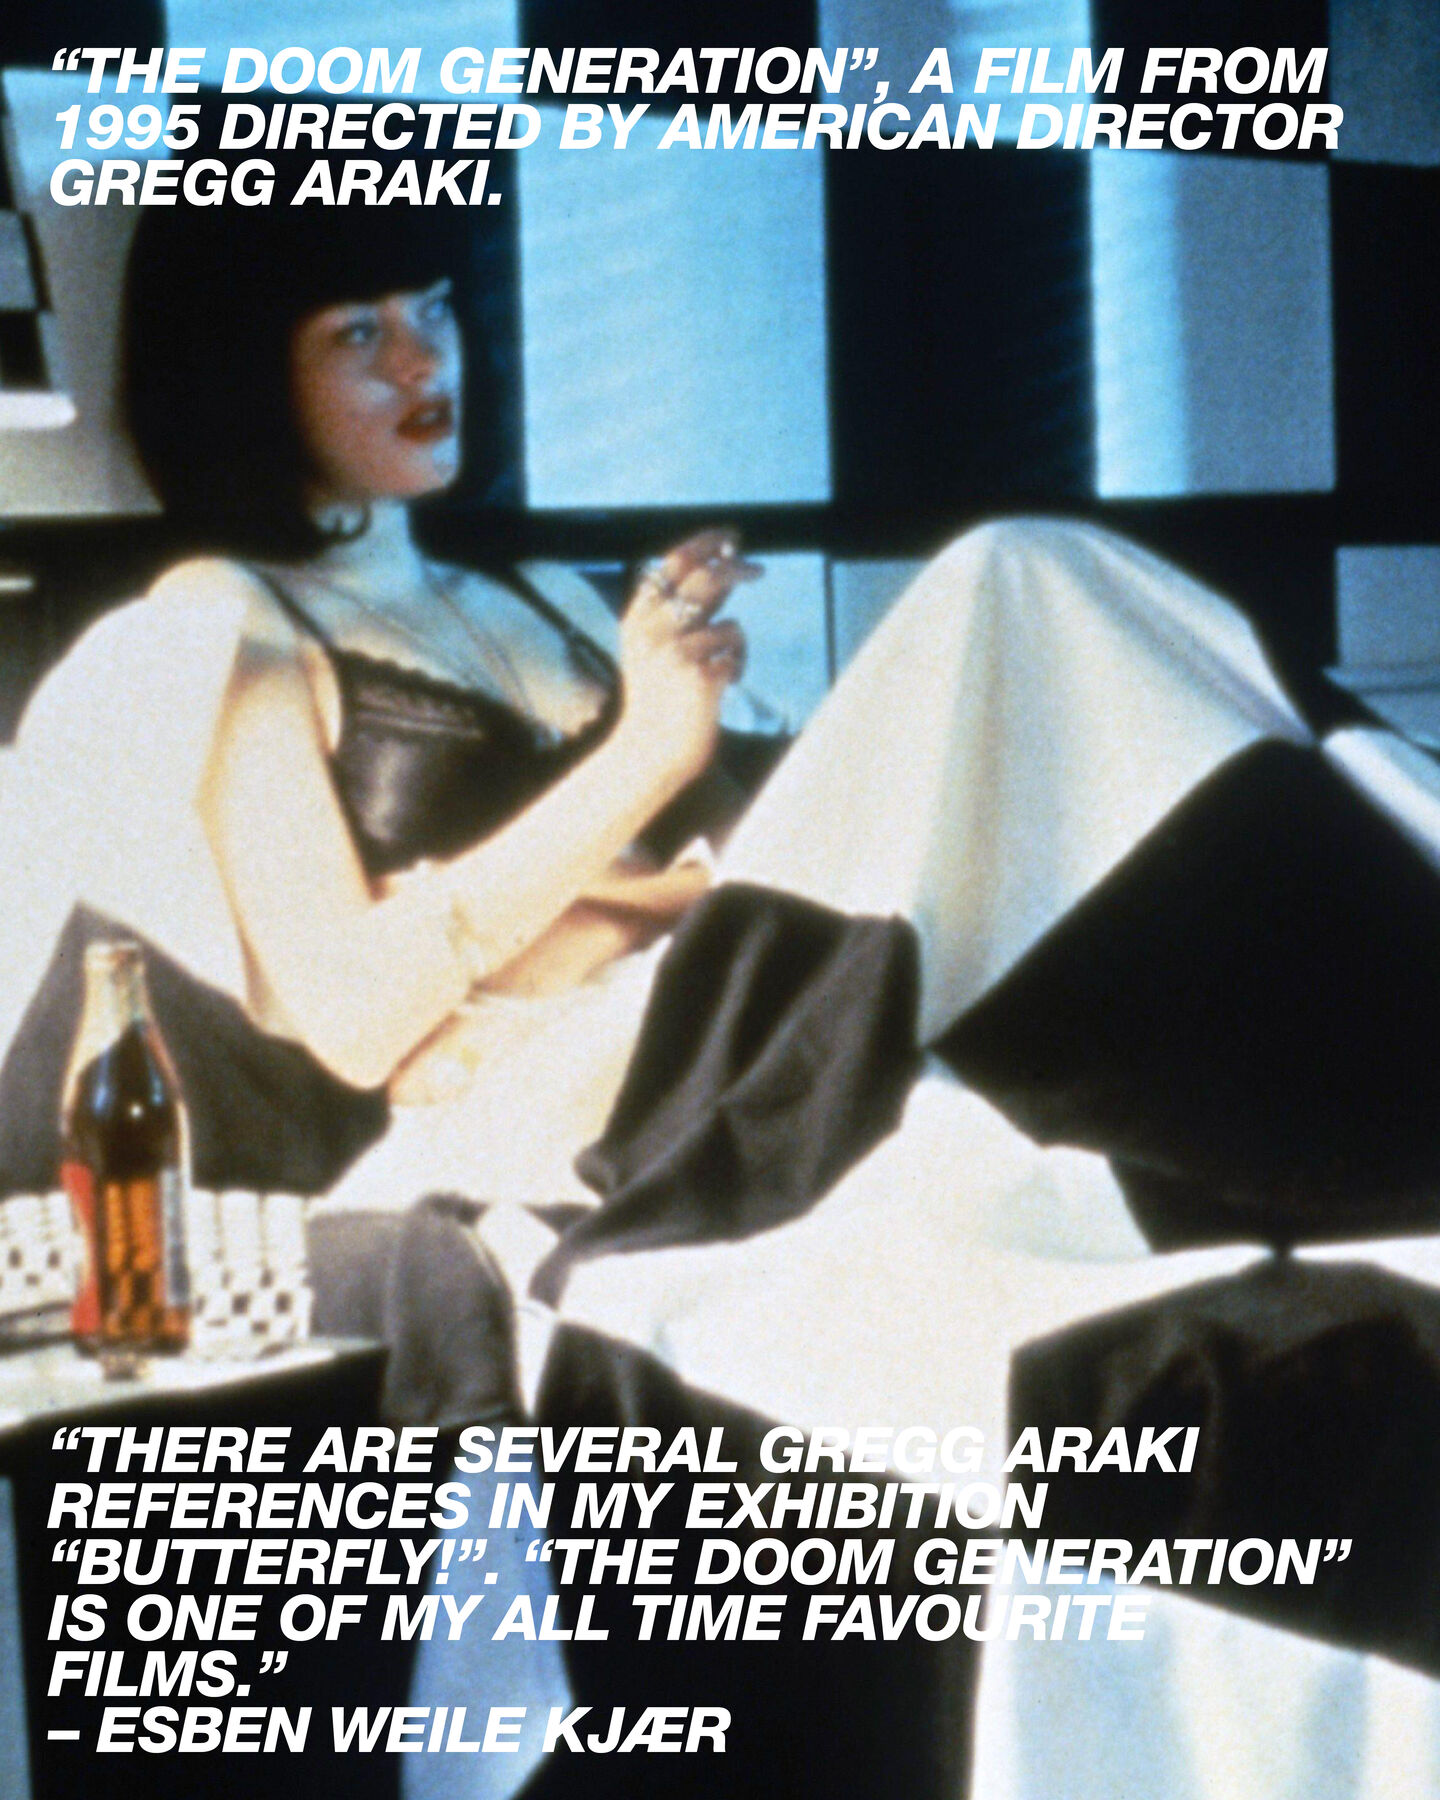 “THE DOOM GENERATION”, A FILM FROM
1995 DIRECTED BY AMERICAN DIRECTOR
GREGG ARAKI.
“THERE ARE SEVERAL GREGG ARAKI
REFERENCES IN MY EXHIBITION
“BUTTERFLY!”. “THE DOOM GENERATION”
IS ONE OF MY ALL TIME FAVOURITE
FILMS.”
– ESBEN WEILE KJÆR